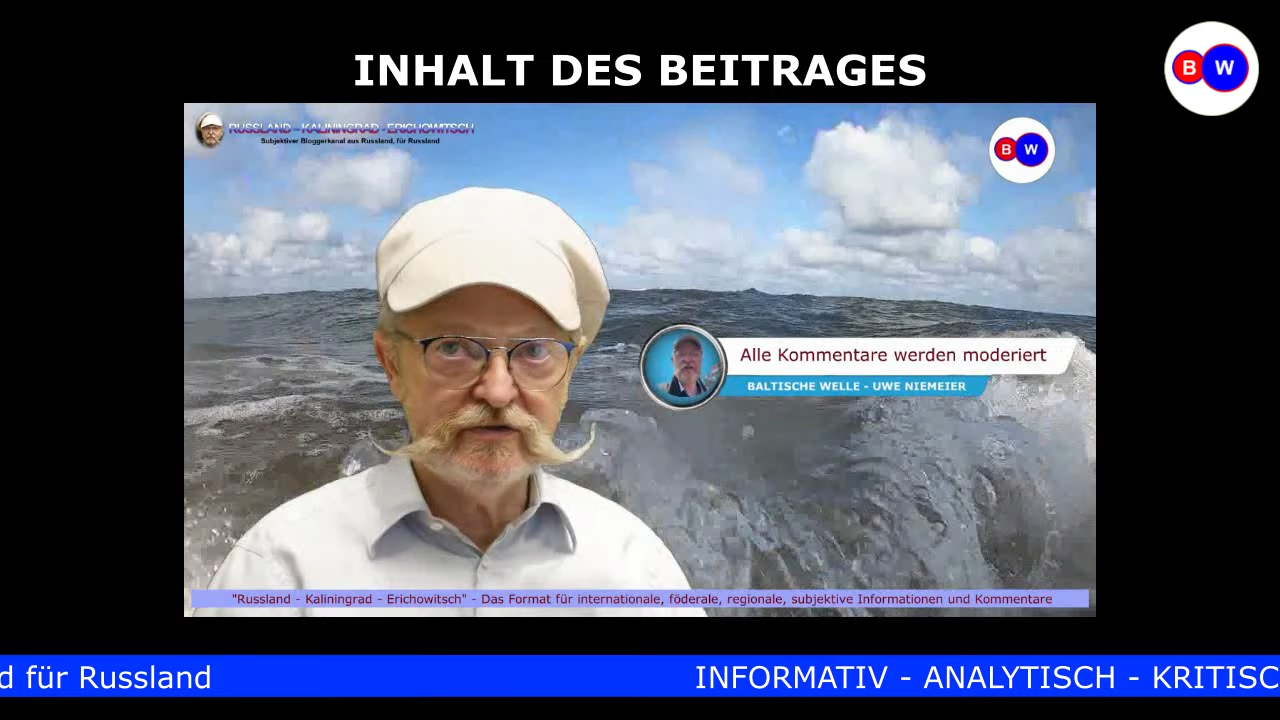 INHALT DES BEITRAGES
B W
RUSSLAND - KALININGRAD - ERICHOWITSCH
Subjektiver Bloggerkanal aus Russland, für Russland
B W
Alle Kommentare werden moderiert
BALTISCHE WELLE - UWE NIEMEIER
"Russland - Kaliningrad - Erichowitsch" - Das Format für internationale, föderale, regionale, subjektive Informationen und Kommentare
d für Russland INFORMATIV - ANALYTISCH - KRITISC